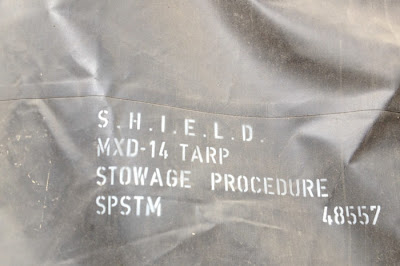 S.H.I.E.L.D.
MXD-14 TARP
STOWAGE PROCEDURE
SPSTM 48557